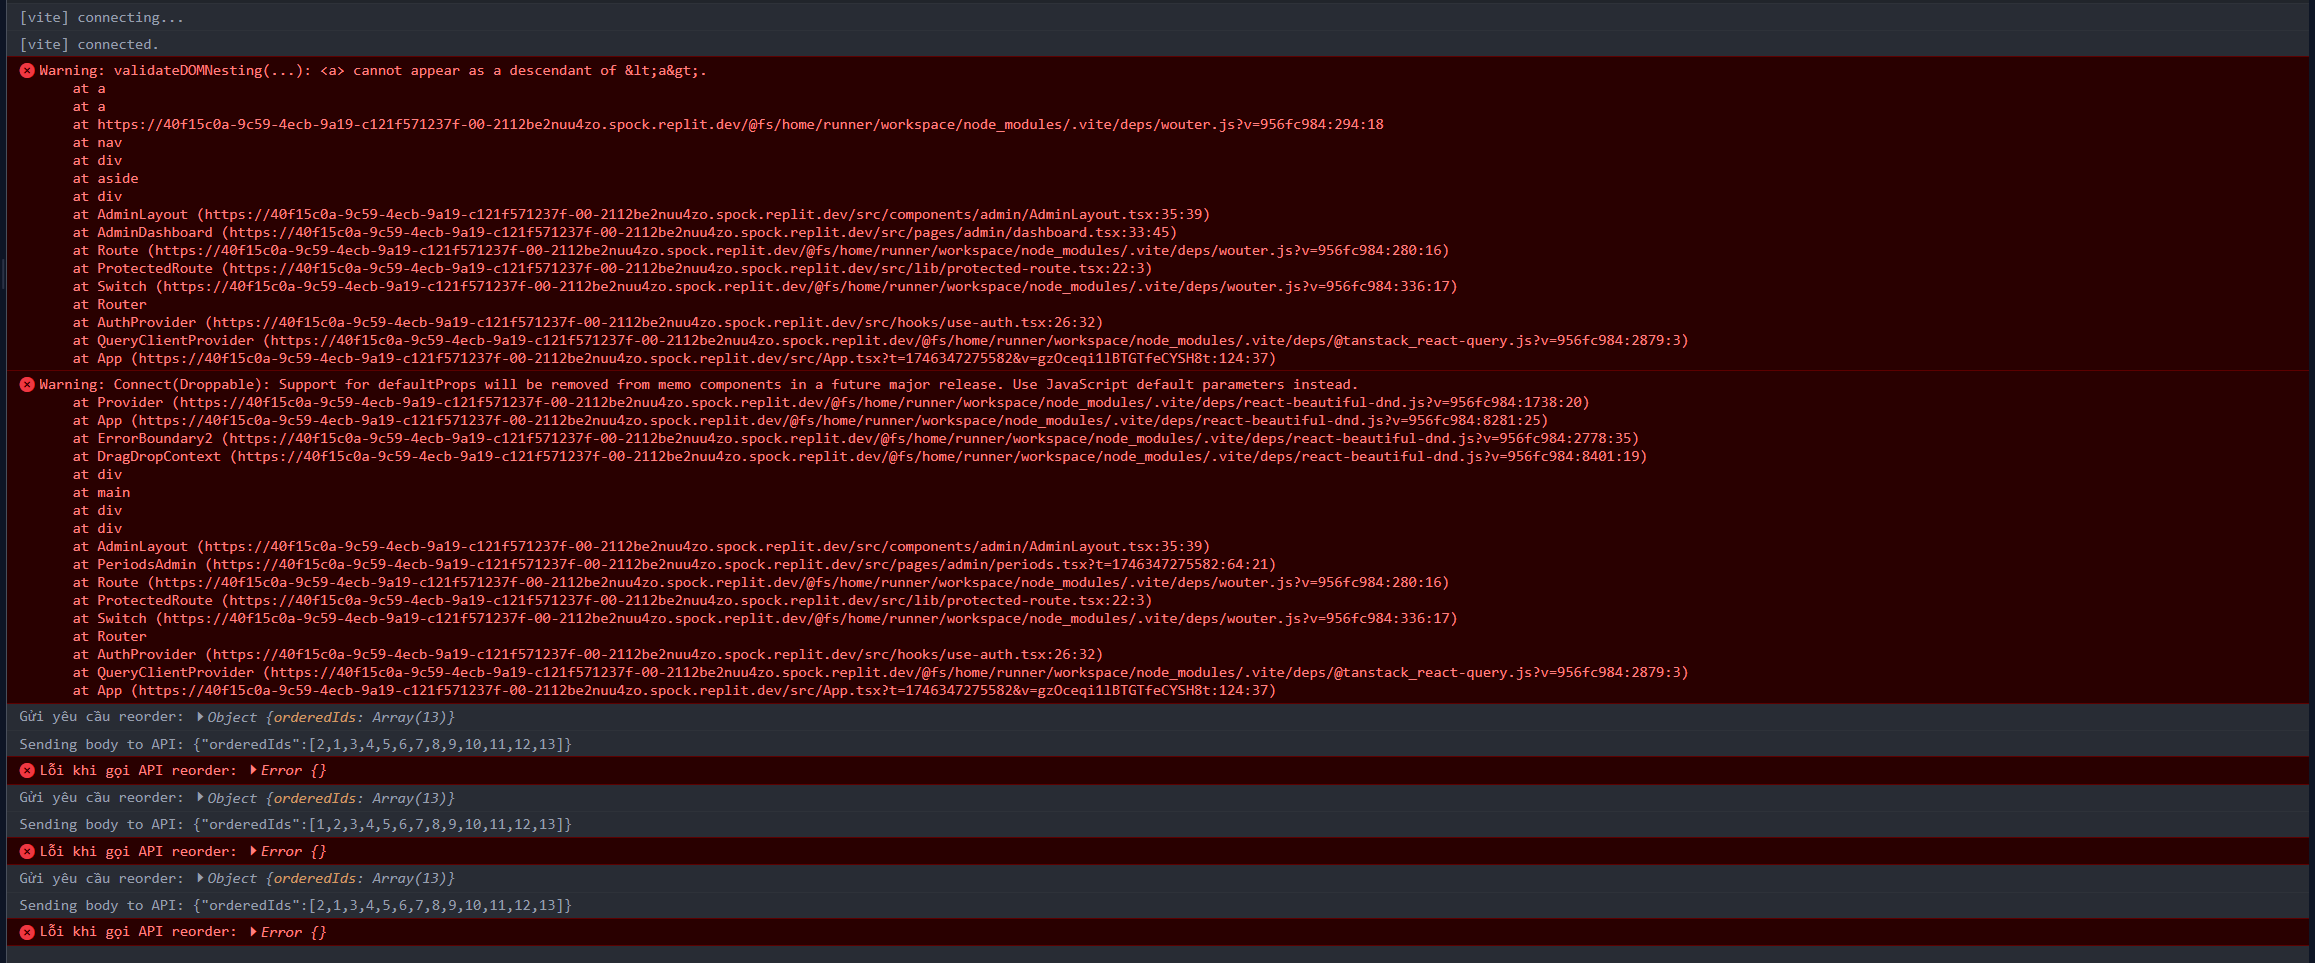 [vite] connecting...
[vite] connected.
Warning: validateDOMNesting(...): <a> cannot appear as a descendant of &lt;a&gt;.
at a
at a
at https://40f15c0a-9c59-4ecb-9a19-c121f571237f-00-2112be2nuu4zo.spock.replit.dev/@fs/home/runner/workspace/node_modules/.vite/deps/wouter.js?v=956fc984:294:18
at nav
at div
at aside
at div
at AdminLayout (https://40f15c0a-9c59-4ecb-9a19-c121f571237f-00-2112be2nuu4zo.spock.replit.dev/src/components/admin/AdminLayout.tsx:35:39)
at AdminDashboard (https://40f15c0a-9c59-4ecb-9a19-c121f571237f-00-2112be2nuu4zo.spock.replit.dev/src/pages/admin/dashboard.tsx:33:45)
at Route (https://40f15c0a-9c59-4ecb-9a19-c121f571237f-00-2112be2nuu4zo.spock.replit.dev/@fs/home/runner/workspace/node_modules/.vite/deps/wouter.js?v=956fc984:280:16)
at ProtectedRoute (https://40f15c0a-9c59-4ecb-9a19-c121f571237f-00-2112be2nuu4zo.spock.replit.dev/src/lib/protected-route.tsx:22:3)
at Switch (https://40f15c0a-9c59-4ecb-9a19-c121f571237f-00-2112be2nuu4zo.spock.replit.dev/@fs/home/runner/workspace/node_modules/.vite/deps/wouter.js?v=956fc984:336:17)
at Router
at AuthProvider (https://40f15c0a-9c59-4ecb-9a19-c121f571237f-00-2112be2nuu4zo.spock.replit.dev/src/hooks/use-auth.tsx:26:32)
at QueryClientProvider (https://40f15c0a-9c59-4ecb-9a19-c121f571237f-00-2112be2nuu4zo.spock.replit.dev/@fs/home/runner/workspace/node_modules/.vite/deps/@tanstack_react-query.js?v=956fc984:2879:3)
at App (https://40f15c0a-9c59-4ecb-9a19-c121f571237f-00-2112be2nuu4zo.spock.replit.dev/src/App.tsx?t=1746347275582&v=gzOceqi1lBTGTfeCYSH8t:124:37)
Warning: Connect(Droppable): Support for defaultProps will be removed from memo components in a future major release. Use JavaScript default parameters instead.
at Provider (https://40f15c0a-9c59-4ecb-9a19-c121f571237f-00-2112be2nuu4zo.spock.replit.dev/@fs/home/runner/workspace/node_modules/.vite/deps/react-beautiful-dnd.js?v=956fc984:1738:20)
at App (https://40f15c0a-9c59-4ecb-9a19-c121f571237f-00-2112be2nuu4zo.spock.replit.dev/@fs/home/runner/workspace/node_modules/.vite/deps/react-beautiful-dnd.js?v=956fc984:8281:25)
at ErrorBoundary2 (https://40f15c0a-9c59-4ecb-9a19-c121f571237f-00-2112be2nuu4zo.spock.replit.dev/@fs/home/runner/workspace/node_modules/.vite/deps/react-beautiful-dnd.js?v=956fc984:2778:35)
at DragDropContext (https://40f15c0a-9c59-4ecb-9a19-c121f571237f-00-2112be2nuu4zo.spock.replit.dev/@fs/home/runner/workspace/node_modules/.vite/deps/react-beautiful-dnd.js?v=956fc984:8401:19)
at div
at main
at div
at div
at AdminLayout (https://40f15c0a-9c59-4ecb-9a19-c121f571237f-00-2112be2nuu4zo.spock.replit.dev/src/components/admin/AdminLayout.tsx:35:39)
at PeriodsAdmin (https://40f15c0a-9c59-4ecb-9a19-c121f571237f-00-2112be2nuu4zo.spock.replit.dev/src/pages/admin/periods.tsx?t=1746347275582:64:21)
at Route (https://40f15c0a-9c59-4ecb-9a19-c121f571237f-00-2112be2nuu4zo.spock.replit.dev/@fs/home/runner/workspace/node_modules/.vite/deps/wouter.js?v=956fc984:280:16)
at ProtectedRoute (https://40f15c0a-9c59-4ecb-9a19-c121f571237f-00-2112be2nuu4zo.spock.replit.dev/src/lib/protected-route.tsx:22:3)
at Switch (https://40f15c0a-9c59-4ecb-9a19-c121f571237f-00-2112be2nuu4zo.spock.replit.dev/@fs/home/runner/workspace/node_modules/.vite/deps/wouter.js?v=956fc984:336:17)
at Router
at AuthProvider (https://40f15c0a-9c59-4ecb-9a19-c121f571237f-00-2112be2nuu4zo.spock.replit.dev/src/hooks/use-auth.tsx:26:32)
at QueryClientProvider (https://40f15c0a-9c59-4ecb-9a19-c121f571237f-00-2112be2nuu4zo.spock.replit.dev/@fs/home/runner/workspace/node_modules/.vite/deps/@tanstack_react-query.js?v=956fc984:2879:3)
at App (https://40f15c0a-9c59-4ecb-9a19-c121f571237f-00-2112be2nuu4zo.spock.replit.dev/src/App.tsx?t=1746347275582&v=gzOceqi1lBTGTfeCYSH8t:124:37)
Gửi yêu cầu reorder: Object {orderedIds: Array(13)}
Sending body to API: {"orderedIds":[2,1,3,4,5,6,7,8,9,10,11,12,13]}
Lỗi khi gọi API reorder: Error {}
Gửi yêu cầu reorder: Object {orderedIds: Array(13)}
Sending body to API: {"orderedIds":[1,2,3,4,5,6,7,8,9,10,11,12,13]}
Lỗi khi gọi API reorder: Error {}
Gửi yêu cầu reorder: Object {orderedIds: Array(13)}
Sending body to API: {"orderedIds":[2,1,3,4,5,6,7,8,9,10,11,12,13]}
Lỗi khi gọi API reorder: Error {}